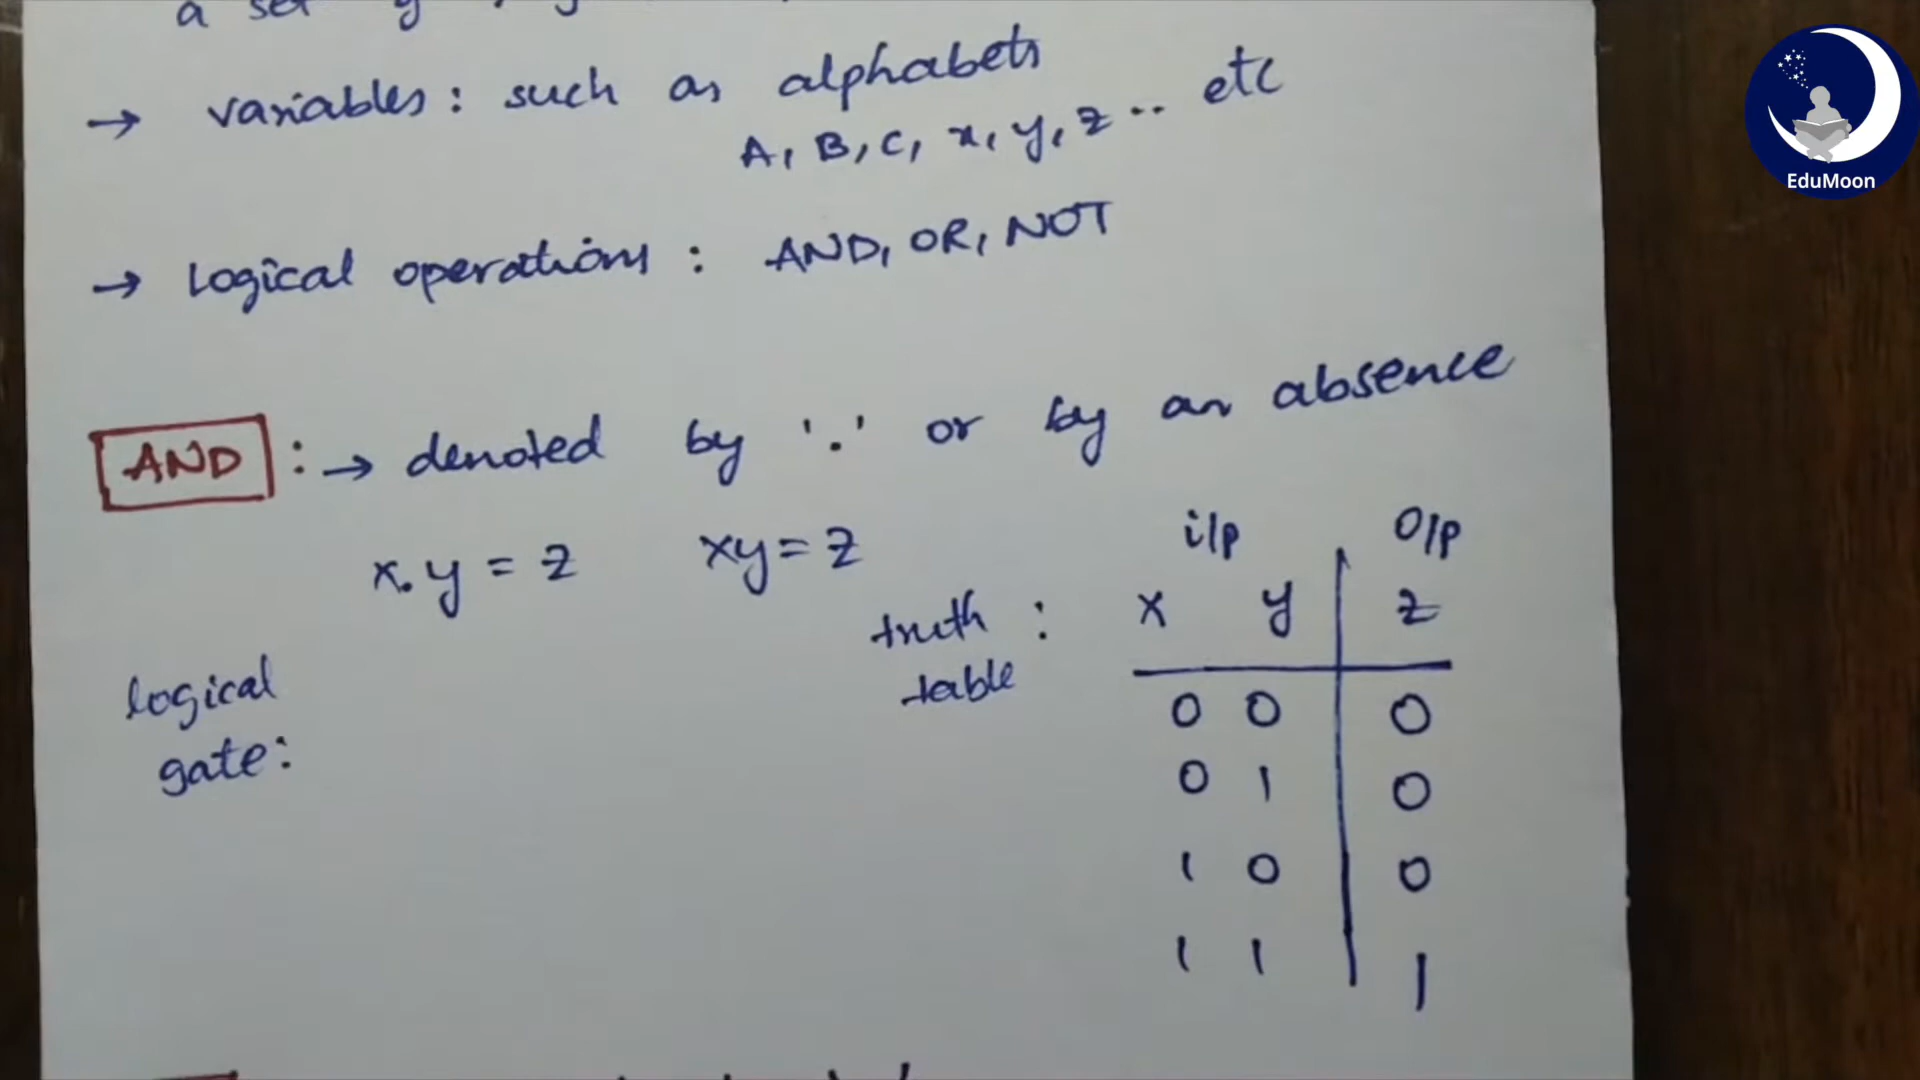 a set
→ variables : such as alphabets
A, B, C, x, y, z .. etc
→ logical operations : AND, OR, NOT
AND : → denoted by '.' or by an absence
x.y = z xy = z
i/p O/p
truth table : x y z
0 0 0
0 1 0
1 0 0
1 1 1
logical
gate:
EduMoon